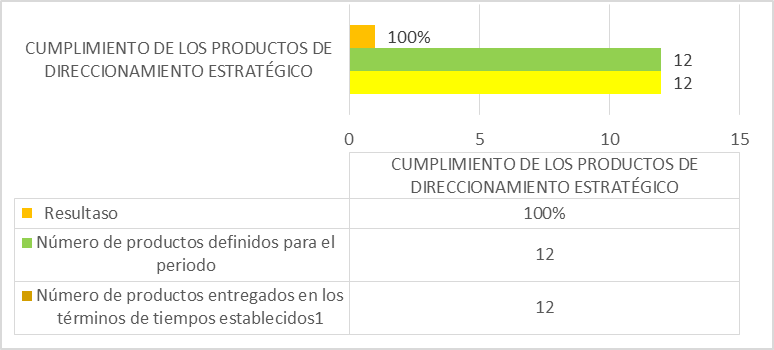 CUMPLIMIENTO DE LOS PRODUCTOS DE
DIRECCIONAMIENTO ESTRATÉGICO
100%
12
12
0 5 10 15
CUMPLIMIENTO DE LOS PRODUCTOS DE
DIRECCIONAMIENTO ESTRATÉGICO
Resultaso 100%
Número de productos definidos para el
periodo
12
Número de productos entregados en los
términos de tiempos establecidos1
12